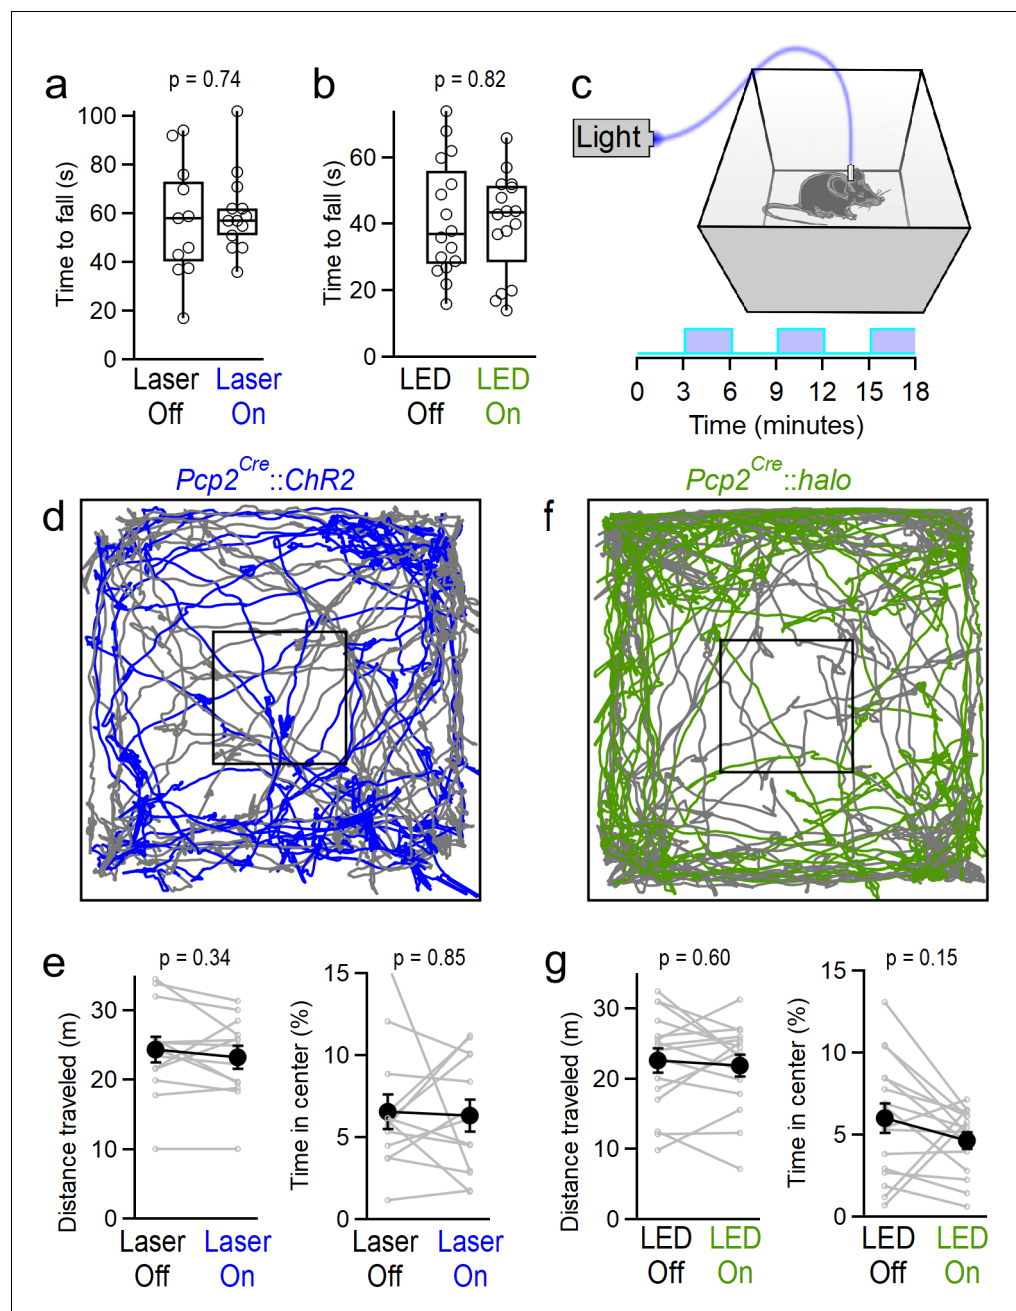 a
p = 0.74
Time to fall (s)
100
80
60
40
20
0
Laser Off
Laser On
b
p = 0.82
Time to fall (s)
60
40
20
0
LED Off
LED On
c
Light
0 3 6 9 12 15 18
Time (minutes)
d
Pcp2^Cre::ChR2
f
Pcp2^Cre::halo
e
p = 0.34
Distance traveled (m)
30
20
10
0
Laser Off
Laser On
p = 0.85
Time in center (%)
15
10
5
0
Laser Off
Laser On
g
p = 0.60
Distance traveled (m)
30
20
10
0
LED Off
LED On
p = 0.15
Time in center (%)
15
10
5
0
LED Off
LED On